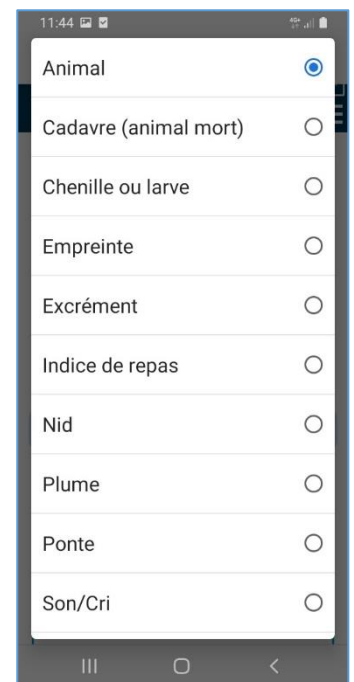 11:44
Animal
Cadavre (animal mort)
Chenille ou larve
Empreinte
Excrément
Indice de repas
Nid
Plume
Ponte
Son/Cri